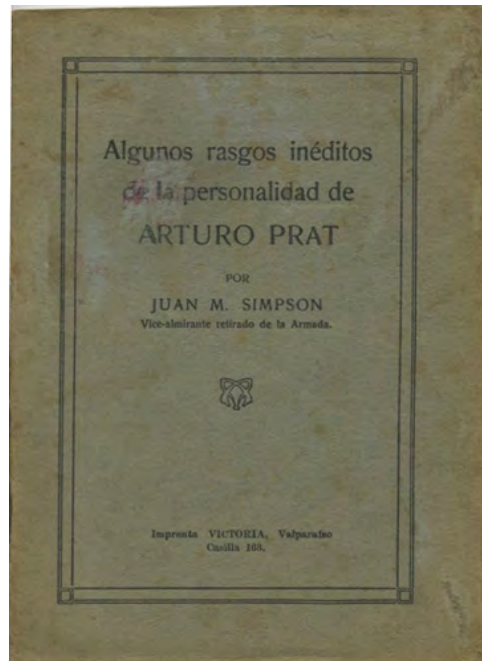 Algunos rasgos inéditos
de la personalidad de
ARTURO PRAT
POR
JUAN M. SIMPSON
Vice-almirante retirado de la Armada.
Imprenta VICTORIA, Valparaíso
Casilla 163.